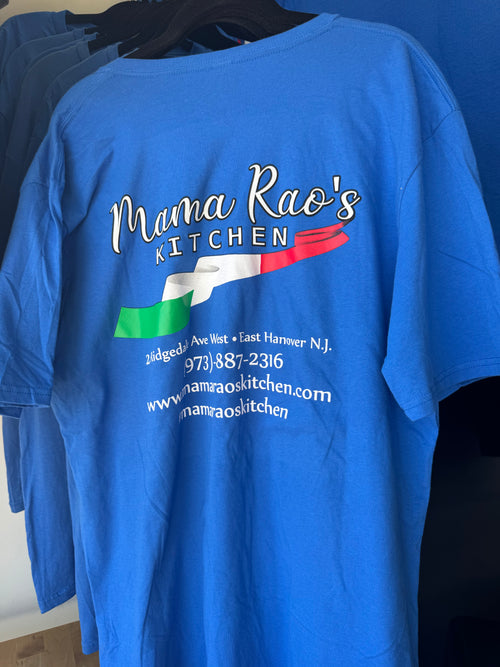 Mama Rao's
KITCHEN
Ave West • East Hanover N.J.
(973)-887-2316
www.mamaraoskitchen.com
mamaraoskitchen